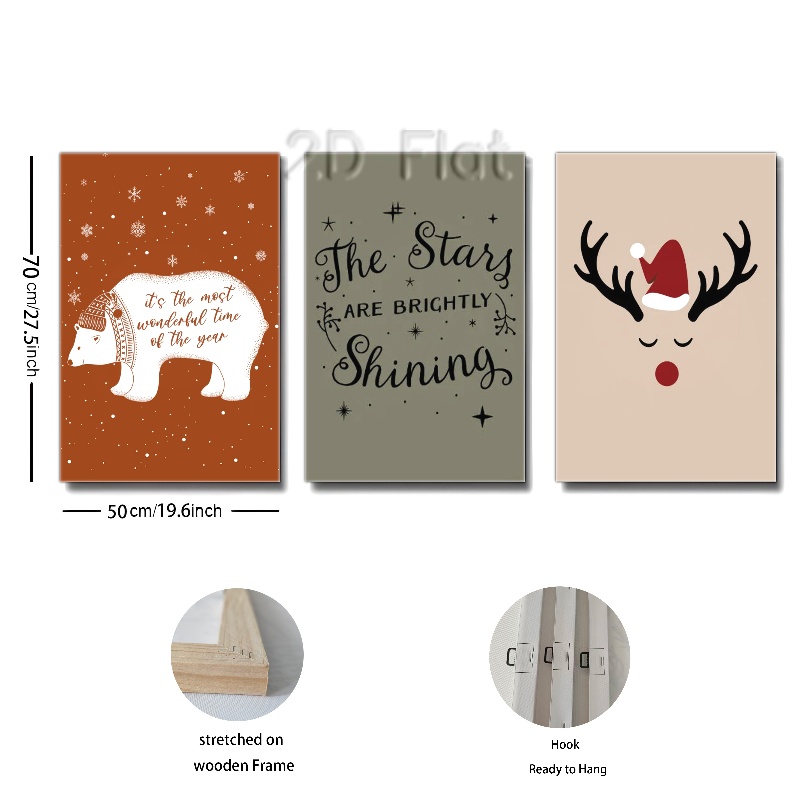 2D Flat
it's the most
wonderful time
of the year
The Stars
ARE BRIGHTLY
Shining
70cm/27.5inch
50cm/19.6inch
stretched on
wooden Frame
Hook
Ready to Hang